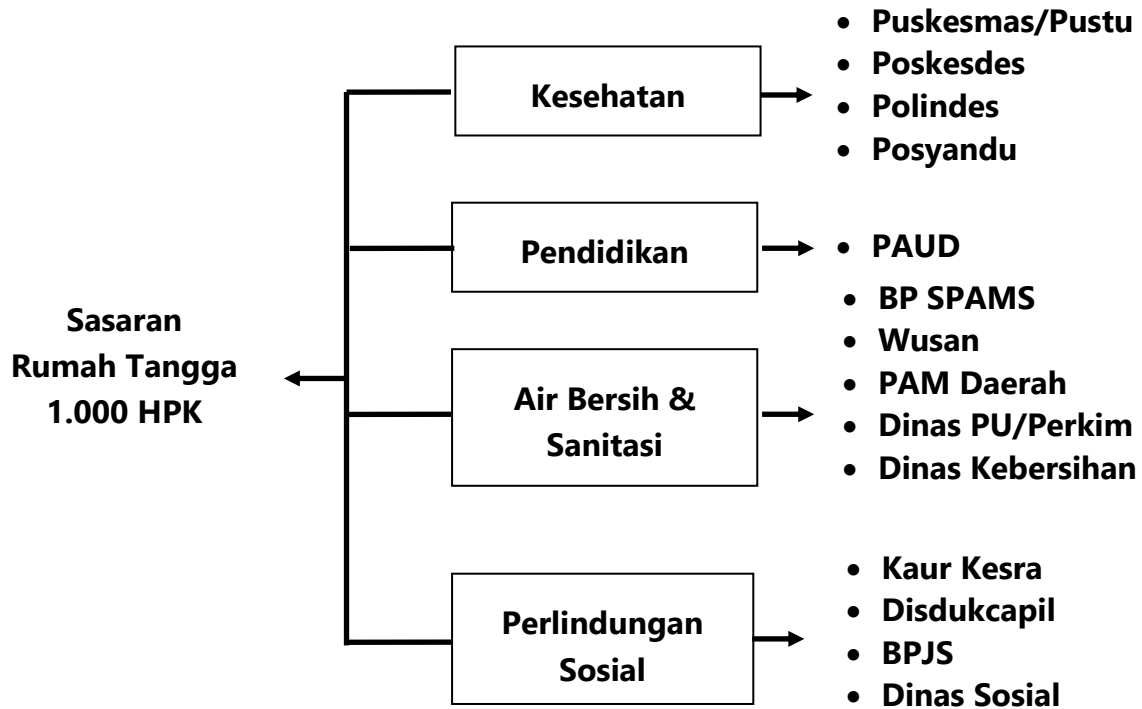 Sasaran
Rumah Tangga
1.000 HPK
Kesehatan
• Puskesmas/Pustu
• Poskesdes
• Polindes
• Posyandu
Pendidikan
• PAUD
Air Bersih &
Sanitasi
• BP SPAMS
• Wusan
• PAM Daerah
• Dinas PU/Perkim
• Dinas Kebersihan
Perlindungan
Sosial
• Kaur Kesra
• Disdukcapil
• BPJS
• Dinas Sosial